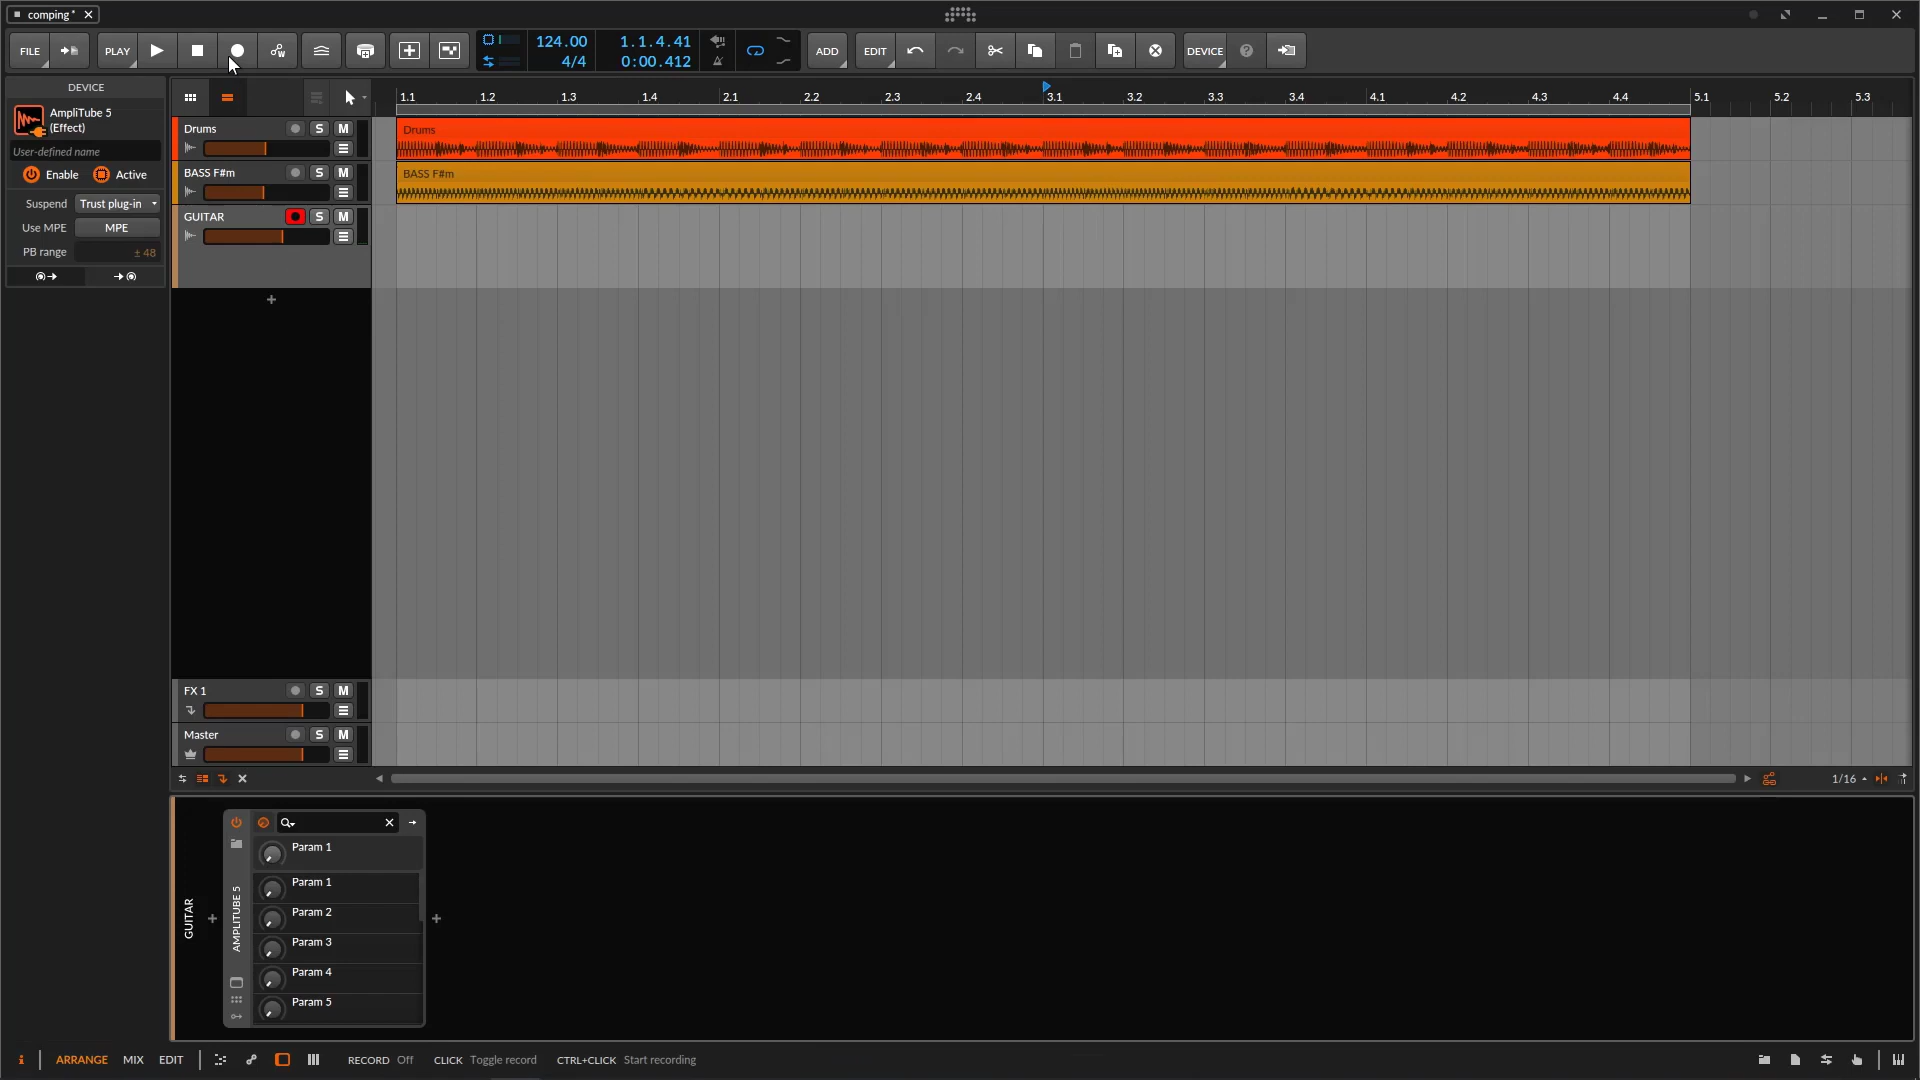 comping*
FILE
PLAY
124.00
4/4
1.1.4.41
0:00.412
ADD
EDIT
DEVICE
DEVICE
AmpliTube 5
(Effect)
User-defined name
Enable
Active
Suspend
Trust plug-in
Use MPE
MPE
PB range
± 48
1.1
1.2
1.3
1.4
2.1
2.2
2.3
2.4
3.1
3.2
3.3
3.4
4.1
4.2
4.3
4.4
5.1
5.2
5.3
Drums
S
M
Drums
BASS F#m
S
M
BASS F#m
GUITAR
S
M
FX 1
S
M
Master
S
M
1/16
GUITAR
AMPLITUBE 5
Param 1
Param 1
Param 2
Param 3
Param 4
Param 5
i
ARRANGE
MIX
EDIT
RECORD Off
CLICK Toggle record
CTRL+CLICK Start recording